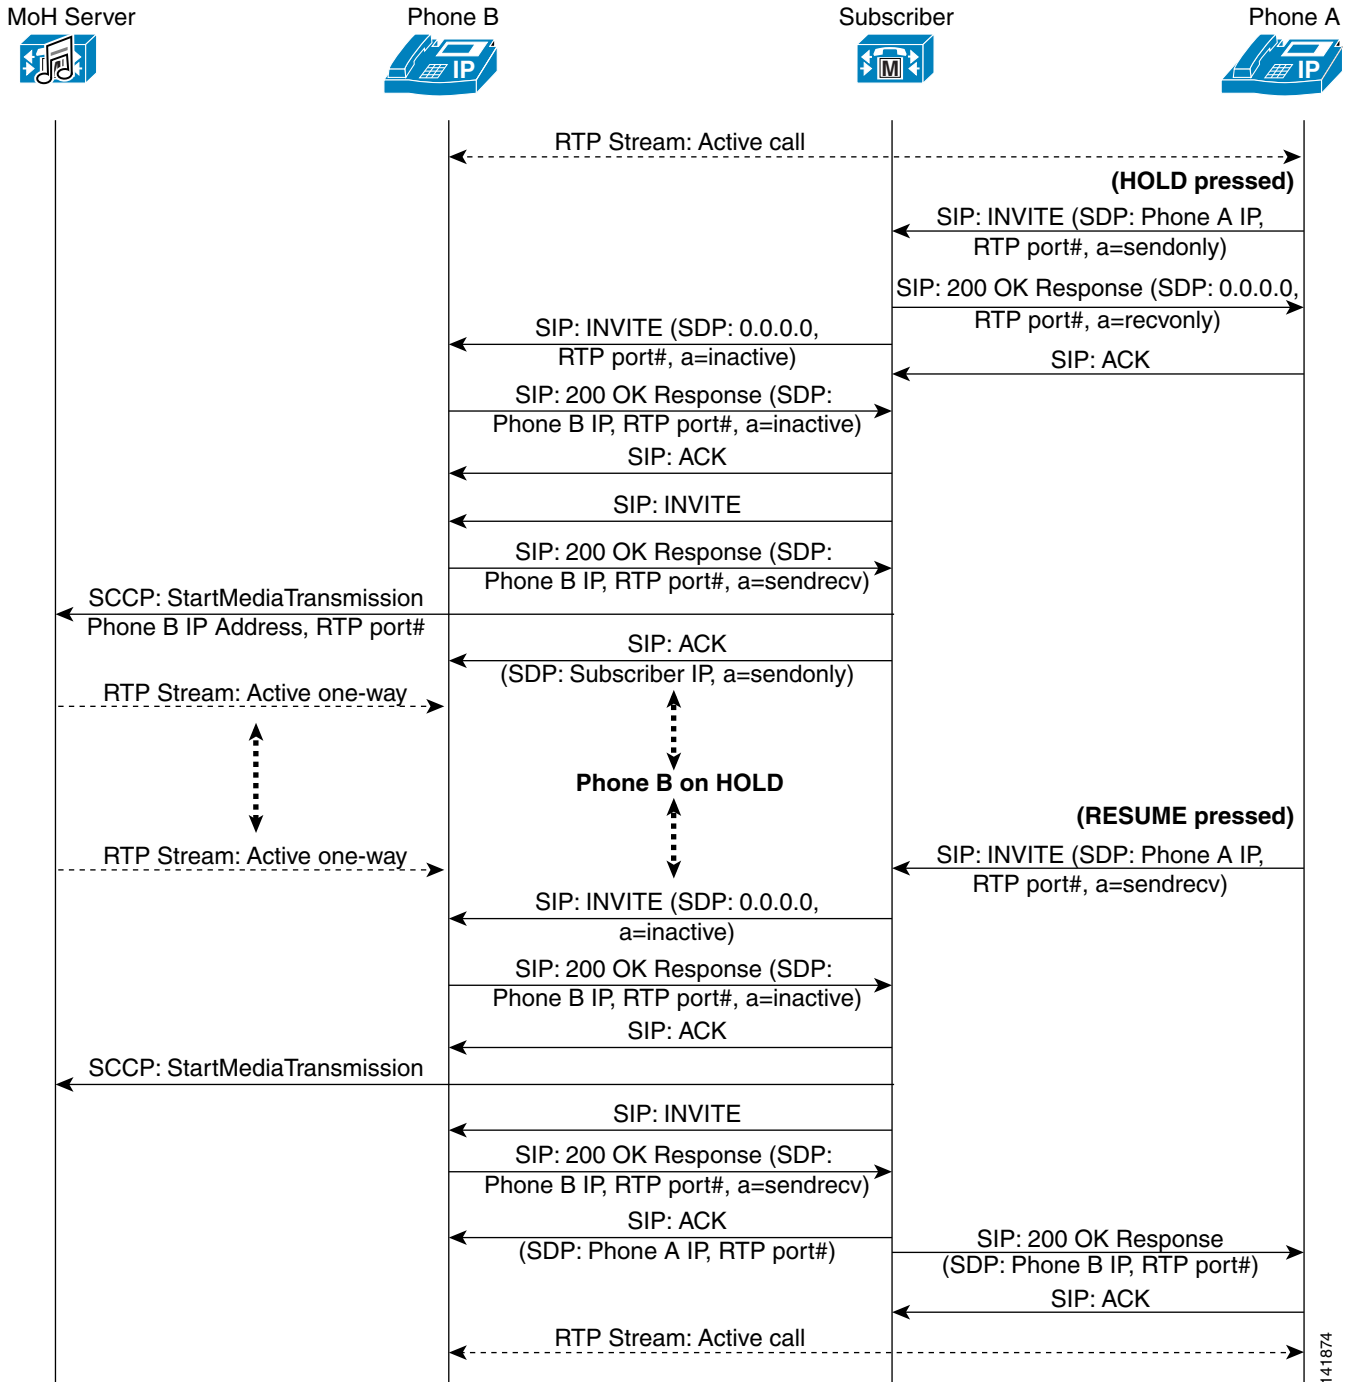 MoH Server
Phone B
Subscriber
Phone A
IP
M
IP
RTP Stream: Active call
(HOLD pressed)
SIP: INVITE (SDP: Phone A IP,
RTP port#, a=sendonly)
SIP: 200 OK Response (SDP: 0.0.0.0,
RTP port#, a=recvonly)
SIP: INVITE (SDP: 0.0.0.0,
RTP port#, a=inactive)
SIP: ACK
SIP: 200 OK Response (SDP:
Phone B IP, RTP port#, a=inactive)
SIP: ACK
SIP: INVITE
SIP: 200 OK Response (SDP:
Phone B IP, RTP port#, a=sendrecv)
SCCP: StartMediaTransmission
Phone B IP Address, RTP port#
SIP: ACK
(SDP: Subscriber IP, a=sendonly)
RTP Stream: Active one-way
Phone B on HOLD
(RESUME pressed)
RTP Stream: Active one-way
SIP: INVITE (SDP: Phone A IP,
RTP port#, a=sendrecv)
SIP: INVITE (SDP: 0.0.0.0,
a=inactive)
SIP: 200 OK Response (SDP:
Phone B IP, RTP port#, a=inactive)
SIP: ACK
SCCP: StartMediaTransmission
SIP: INVITE
SIP: 200 OK Response (SDP:
Phone B IP, RTP port#, a=sendrecv)
SIP: ACK
(SDP: Phone A IP, RTP port#)
SIP: 200 OK Response
(SDP: Phone B IP, RTP port#)
SIP: ACK
RTP Stream: Active call
141874